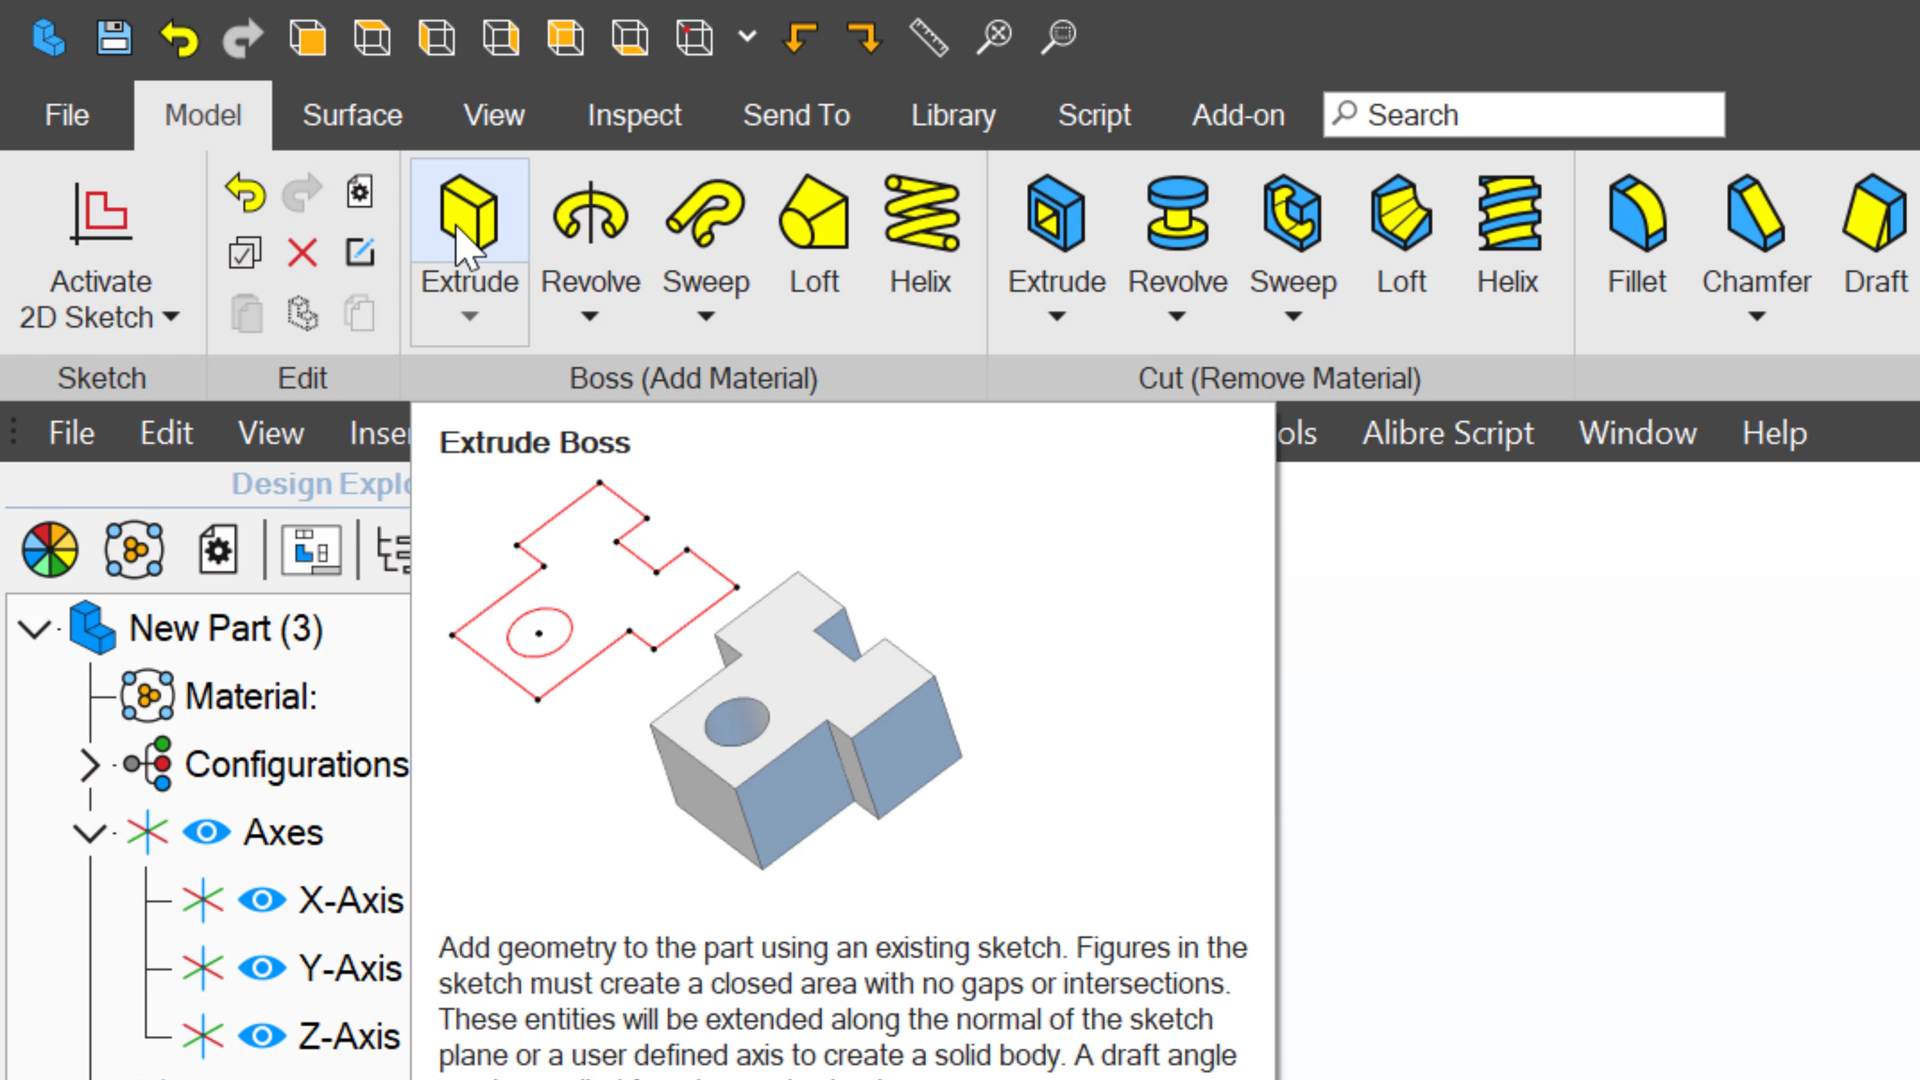 File Model Surface View Inspect Send To Library Script Add-on Search
Activate
2D Sketch
Extrude Revolve Sweep Loft Helix Extrude Revolve Sweep Loft Helix Fillet Chamfer Draft
Sketch Edit Boss (Add Material) Cut (Remove Material)
File Edit View Inser ols Alibre Script Window Help
Design Explo
New Part (3)
Material:
Configurations
Axes
X-Axis
Y-Axis
Z-Axis
Extrude Boss
Add geometry to the part using an existing sketch. Figures in the
sketch must create a closed area with no gaps or intersections.
These entities will be extended along the normal of the sketch
plane or a user defined axis to create a solid body. A draft angle